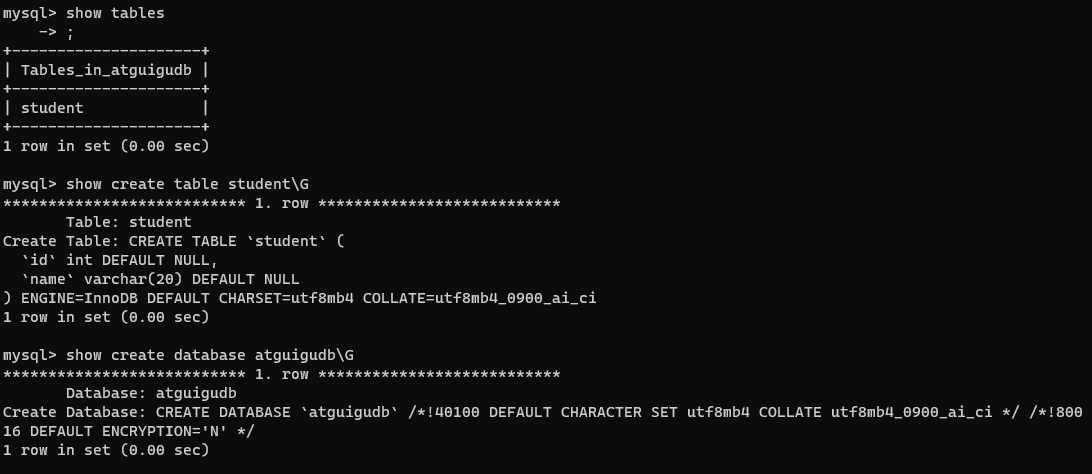 mysql> show tables
    -> ;
+---------------------+
| Tables_in_atguigudb |
+---------------------+
| student             |
+---------------------+
1 row in set (0.00 sec)

mysql> show create table student\G
*************************** 1. row ***************************
       Table: student
Create Table: CREATE TABLE `student` (
  `id` int DEFAULT NULL,
  `name` varchar(20) DEFAULT NULL
) ENGINE=InnoDB DEFAULT CHARSET=utf8mb4 COLLATE=utf8mb4_0900_ai_ci
1 row in set (0.00 sec)

mysql> show create database atguigudb\G
*************************** 1. row ***************************
       Database: atguigudb
Create Database: CREATE DATABASE `atguigudb` /*!40100 DEFAULT CHARACTER SET utf8mb4 COLLATE utf8mb4_0900_ai_ci */ /*!800
16 DEFAULT ENCRYPTION='N' */
1 row in set (0.00 sec)